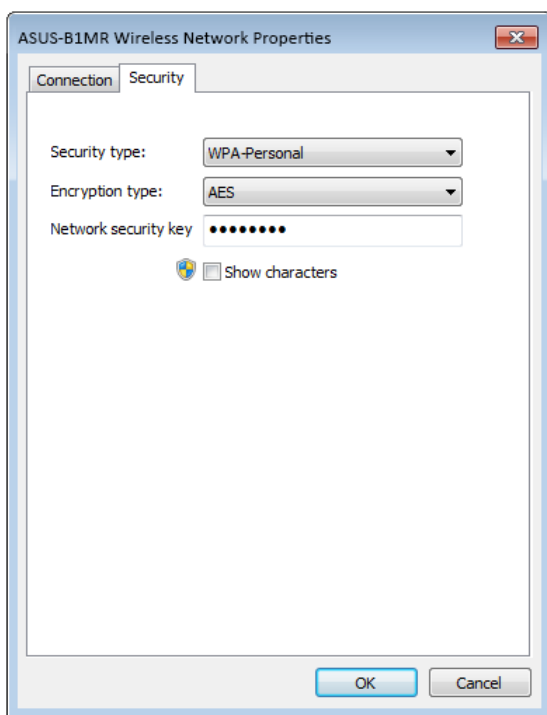 ASUS-B1MR Wireless Network Properties
Connection Security
Security type: WPA-Personal
Encryption type: AES
Network security key ••••••••
Show characters
OK Cancel